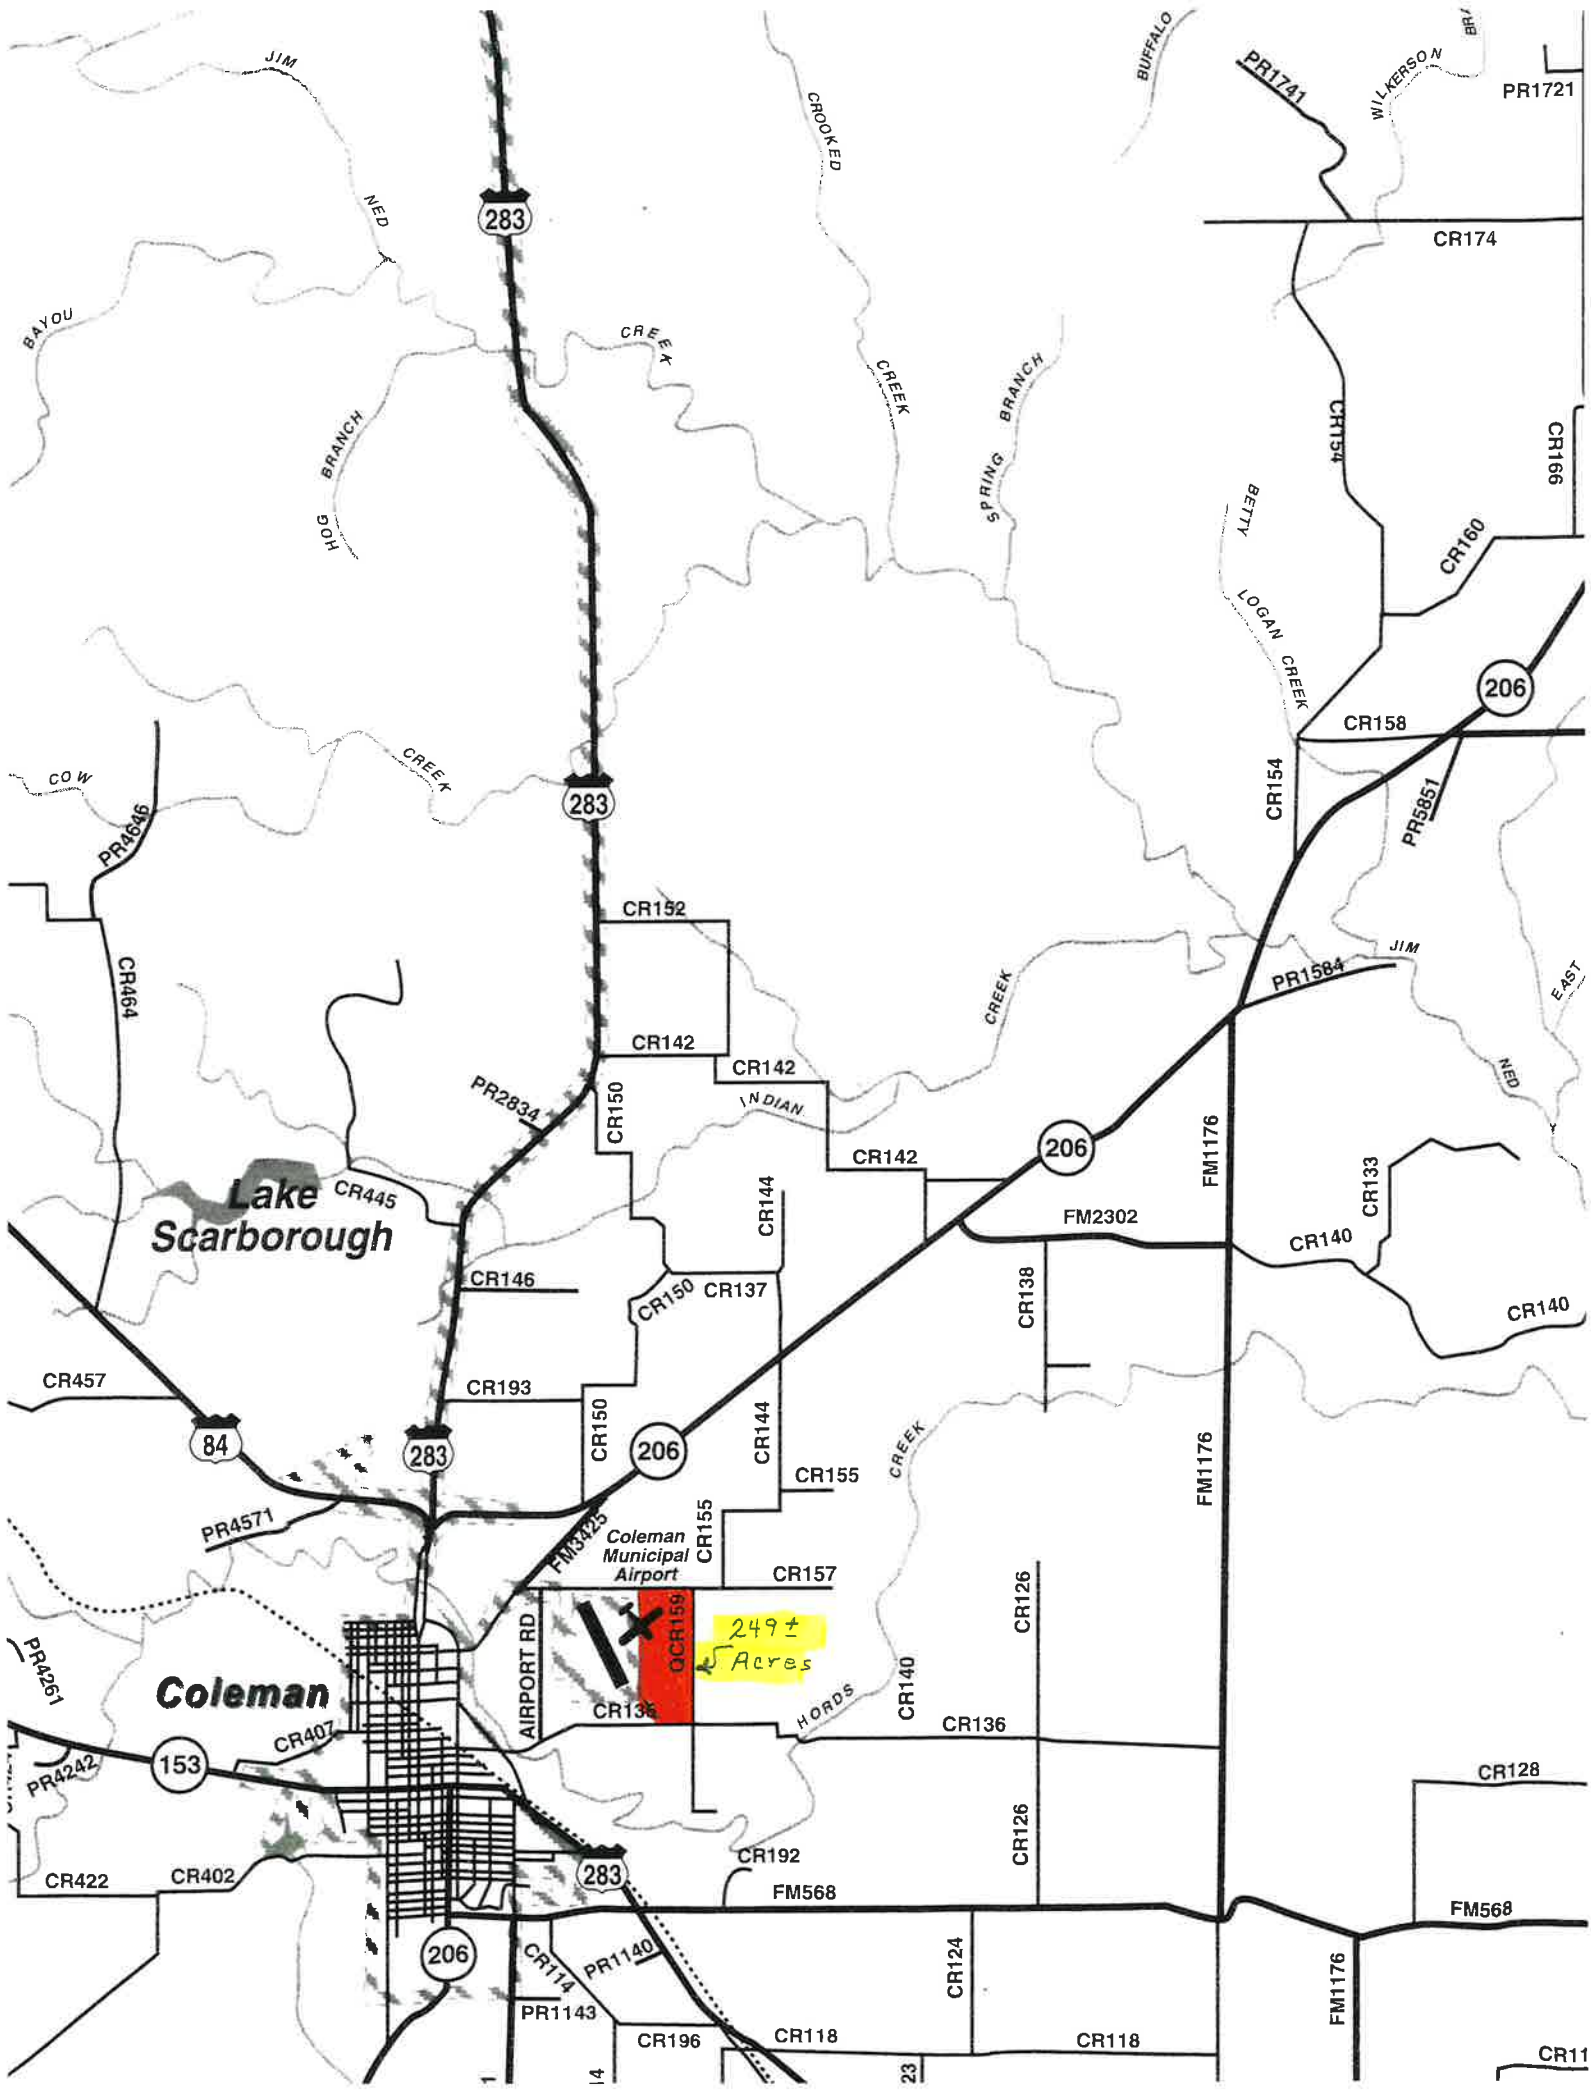 JIM
NED
BAYOU
283
CROOKED
CREEK
BUFFALO
PR1741
WILKERSON
PR1721
CR174
CREEK
HOG
BRANCH
SPRING
BRANCH
CR154
CR166
BETTY
LOGAN CREEK
CR160
206
CR158
CR154
PR5851
COW
CREEK
283
PR4646
CR464
CR152
CR142
CR142
CREEK
JIM
NED
EAST
PR1584
PR2834
CR150
INDIAN
CR142
206
FM1176
CR133
Lake
Scarborough
CR445
CR144
FM2302
CR140
CR146
CR150
CR137
CR138
CR140
CR457
CR193
84
283
CR150
206
CR144
CREEK
FM1176
CR155
PR4571
FM3425
Coleman
Municipal
Airport
CR155
CR157
CR126
AIRPORT RD
QCR159
249±
Acres
PR4261
Coleman
CR407
HORDS
CR140
CR136
PR4242
153
CR128
CR126
CR422
CR402
283
CR192
FM568
FM568
206
CR114
PR1140
CR124
FM1176
PR1143
CR196
CR118
CR118
23
CR11